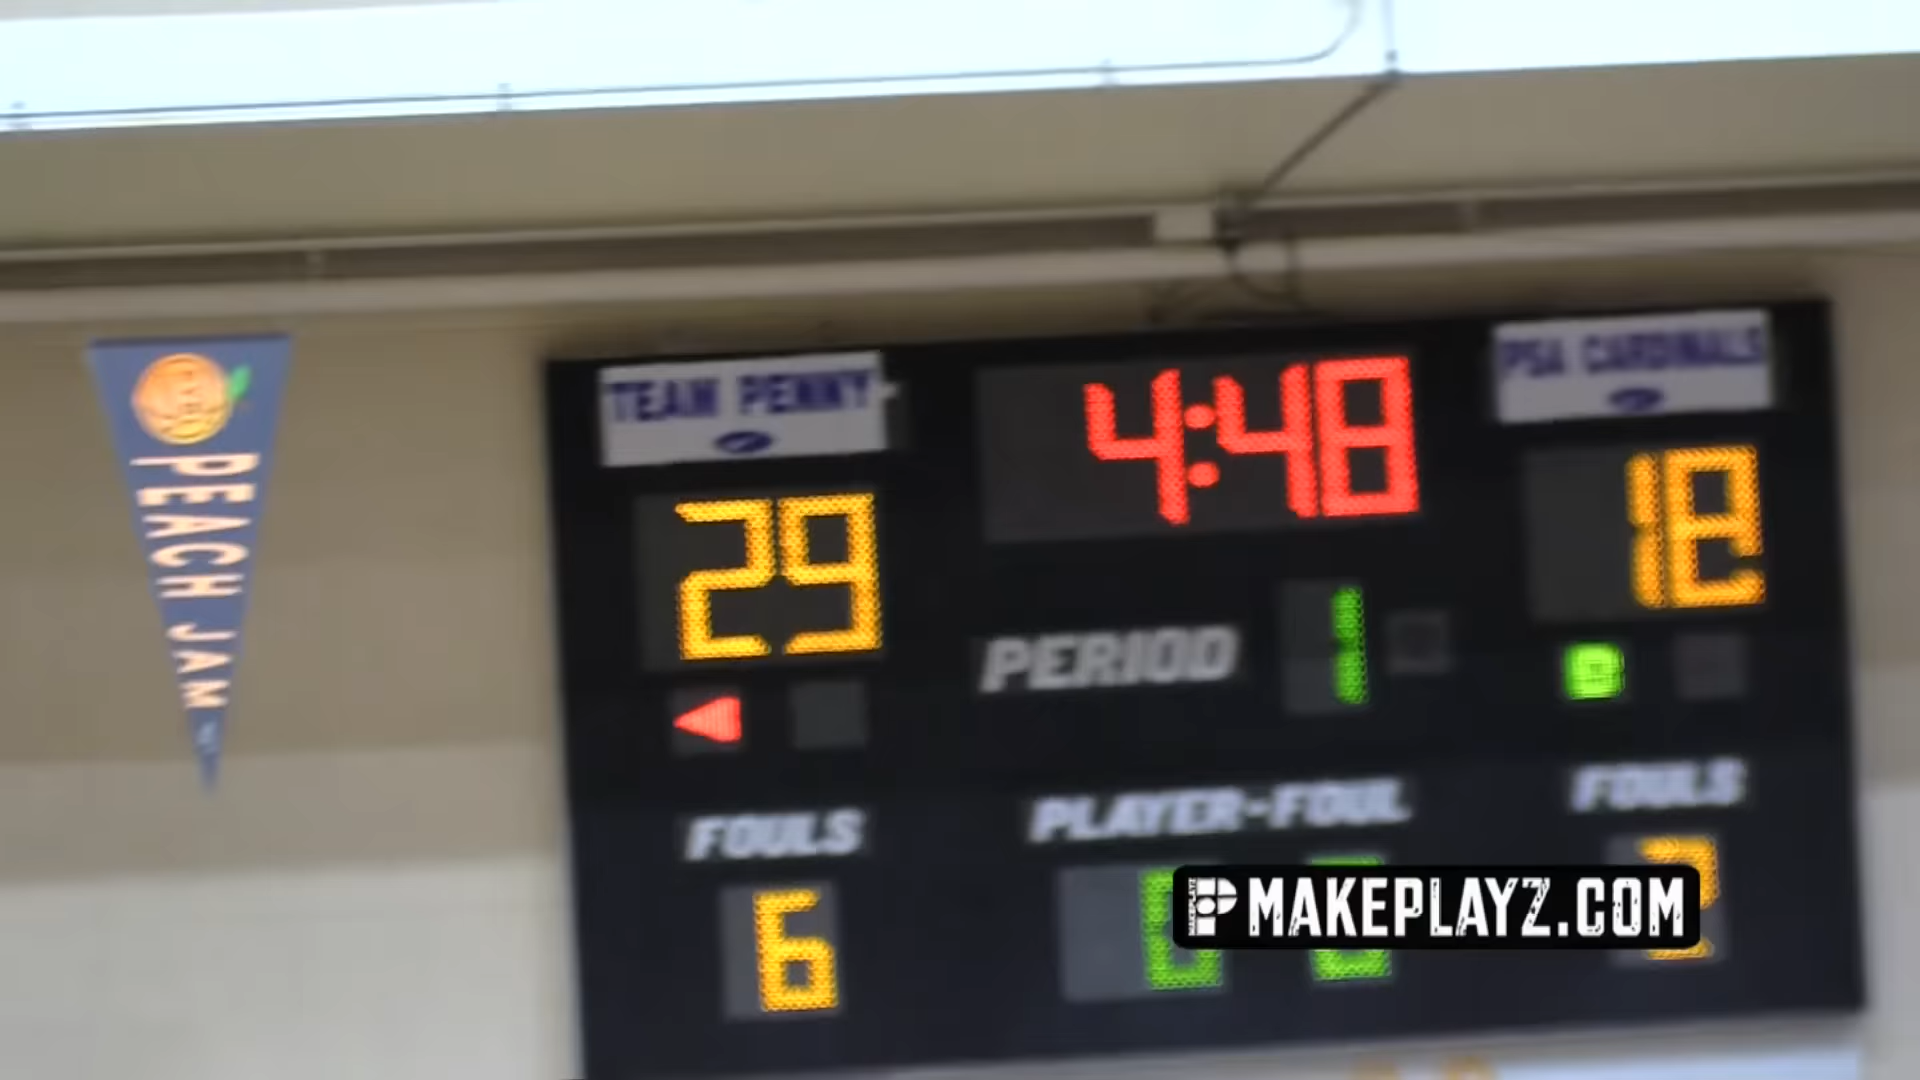 PEACH JAM
TEAM PENNY
4:48
PSA CARDINALS
29
18
PERIOD 1
B
FOULS
PLAYER-FOUL
FOULS
6
MAKEPLAYZ.COM